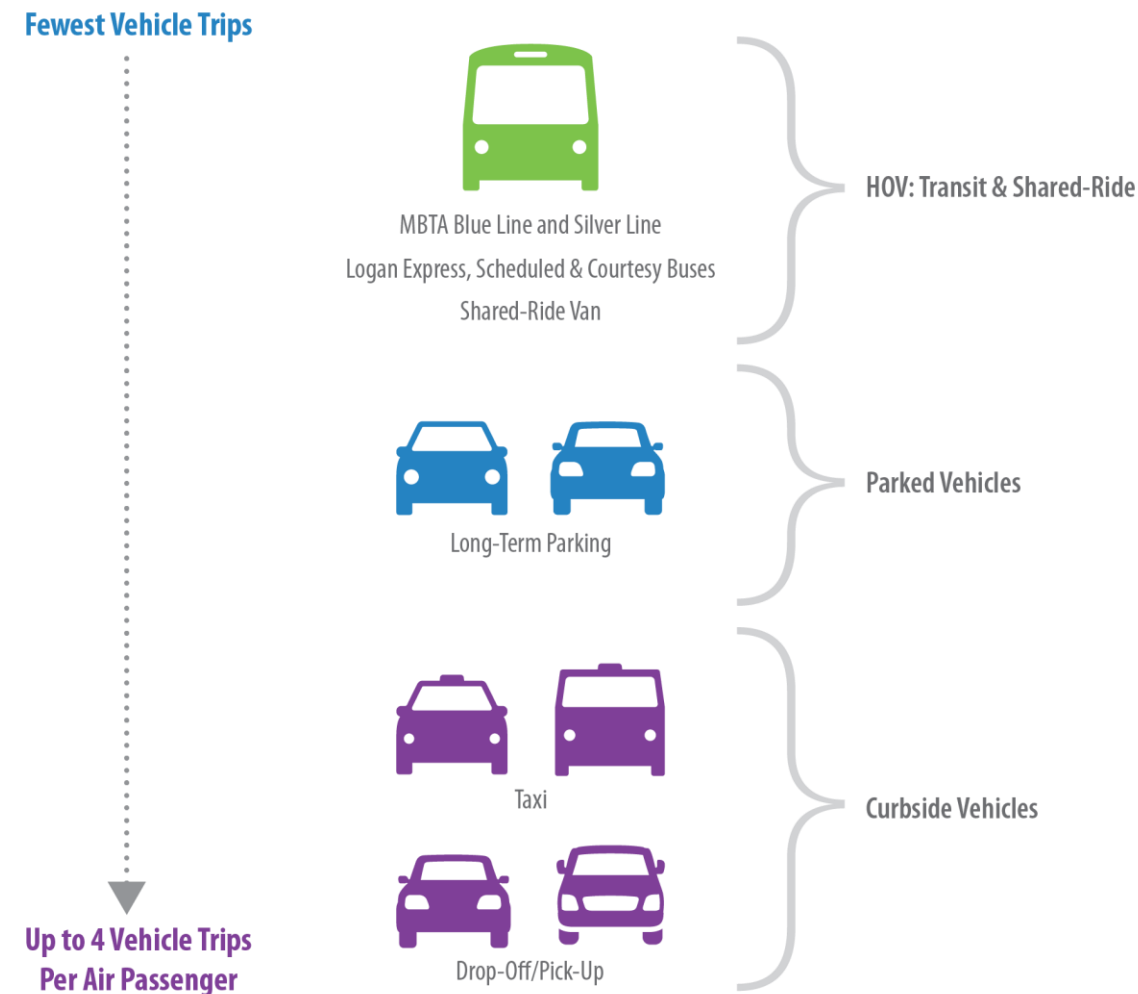 Fewest Vehicle Trips
MBTA Blue Line and Silver Line
Logan Express, Scheduled & Courtesy Buses
Shared-Ride Van
HOV: Transit & Shared-Ride
Long-Term Parking
Parked Vehicles
Taxi
Curbside Vehicles
Drop-Off/Pick-Up
Up to 4 Vehicle Trips
Per Air Passenger